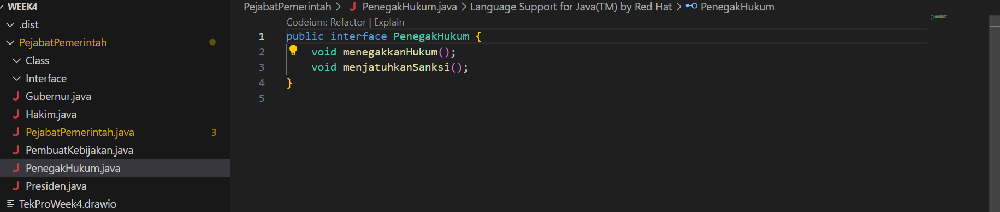 WEEK4
.dist
PejabatPemerintah
Class
Interface
Gubernur.java
Hakim.java
PejabatPemerintah.java 3
PembuatKebijakan.java
PenegakHukum.java
Presiden.java
TekProWeek4.drawio
PejabatPemerintah > J PenegakHukum.java > Language Support for Java(TM) by Red Hat > PenegakHukum
Codeium: Refactor | Explain
1 public interface PenegakHukum {
2 void menegakkanHukum();
3 void menjatuhkanSanksi();
4 }
5